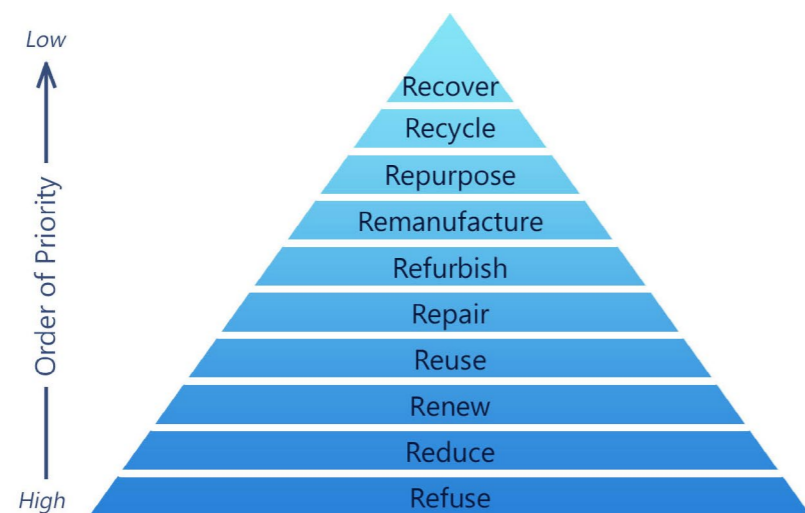 Low
Order of Priority
High
Recover
Recycle
Repurpose
Remanufacture
Refurbish
Repair
Reuse
Renew
Reduce
Refuse